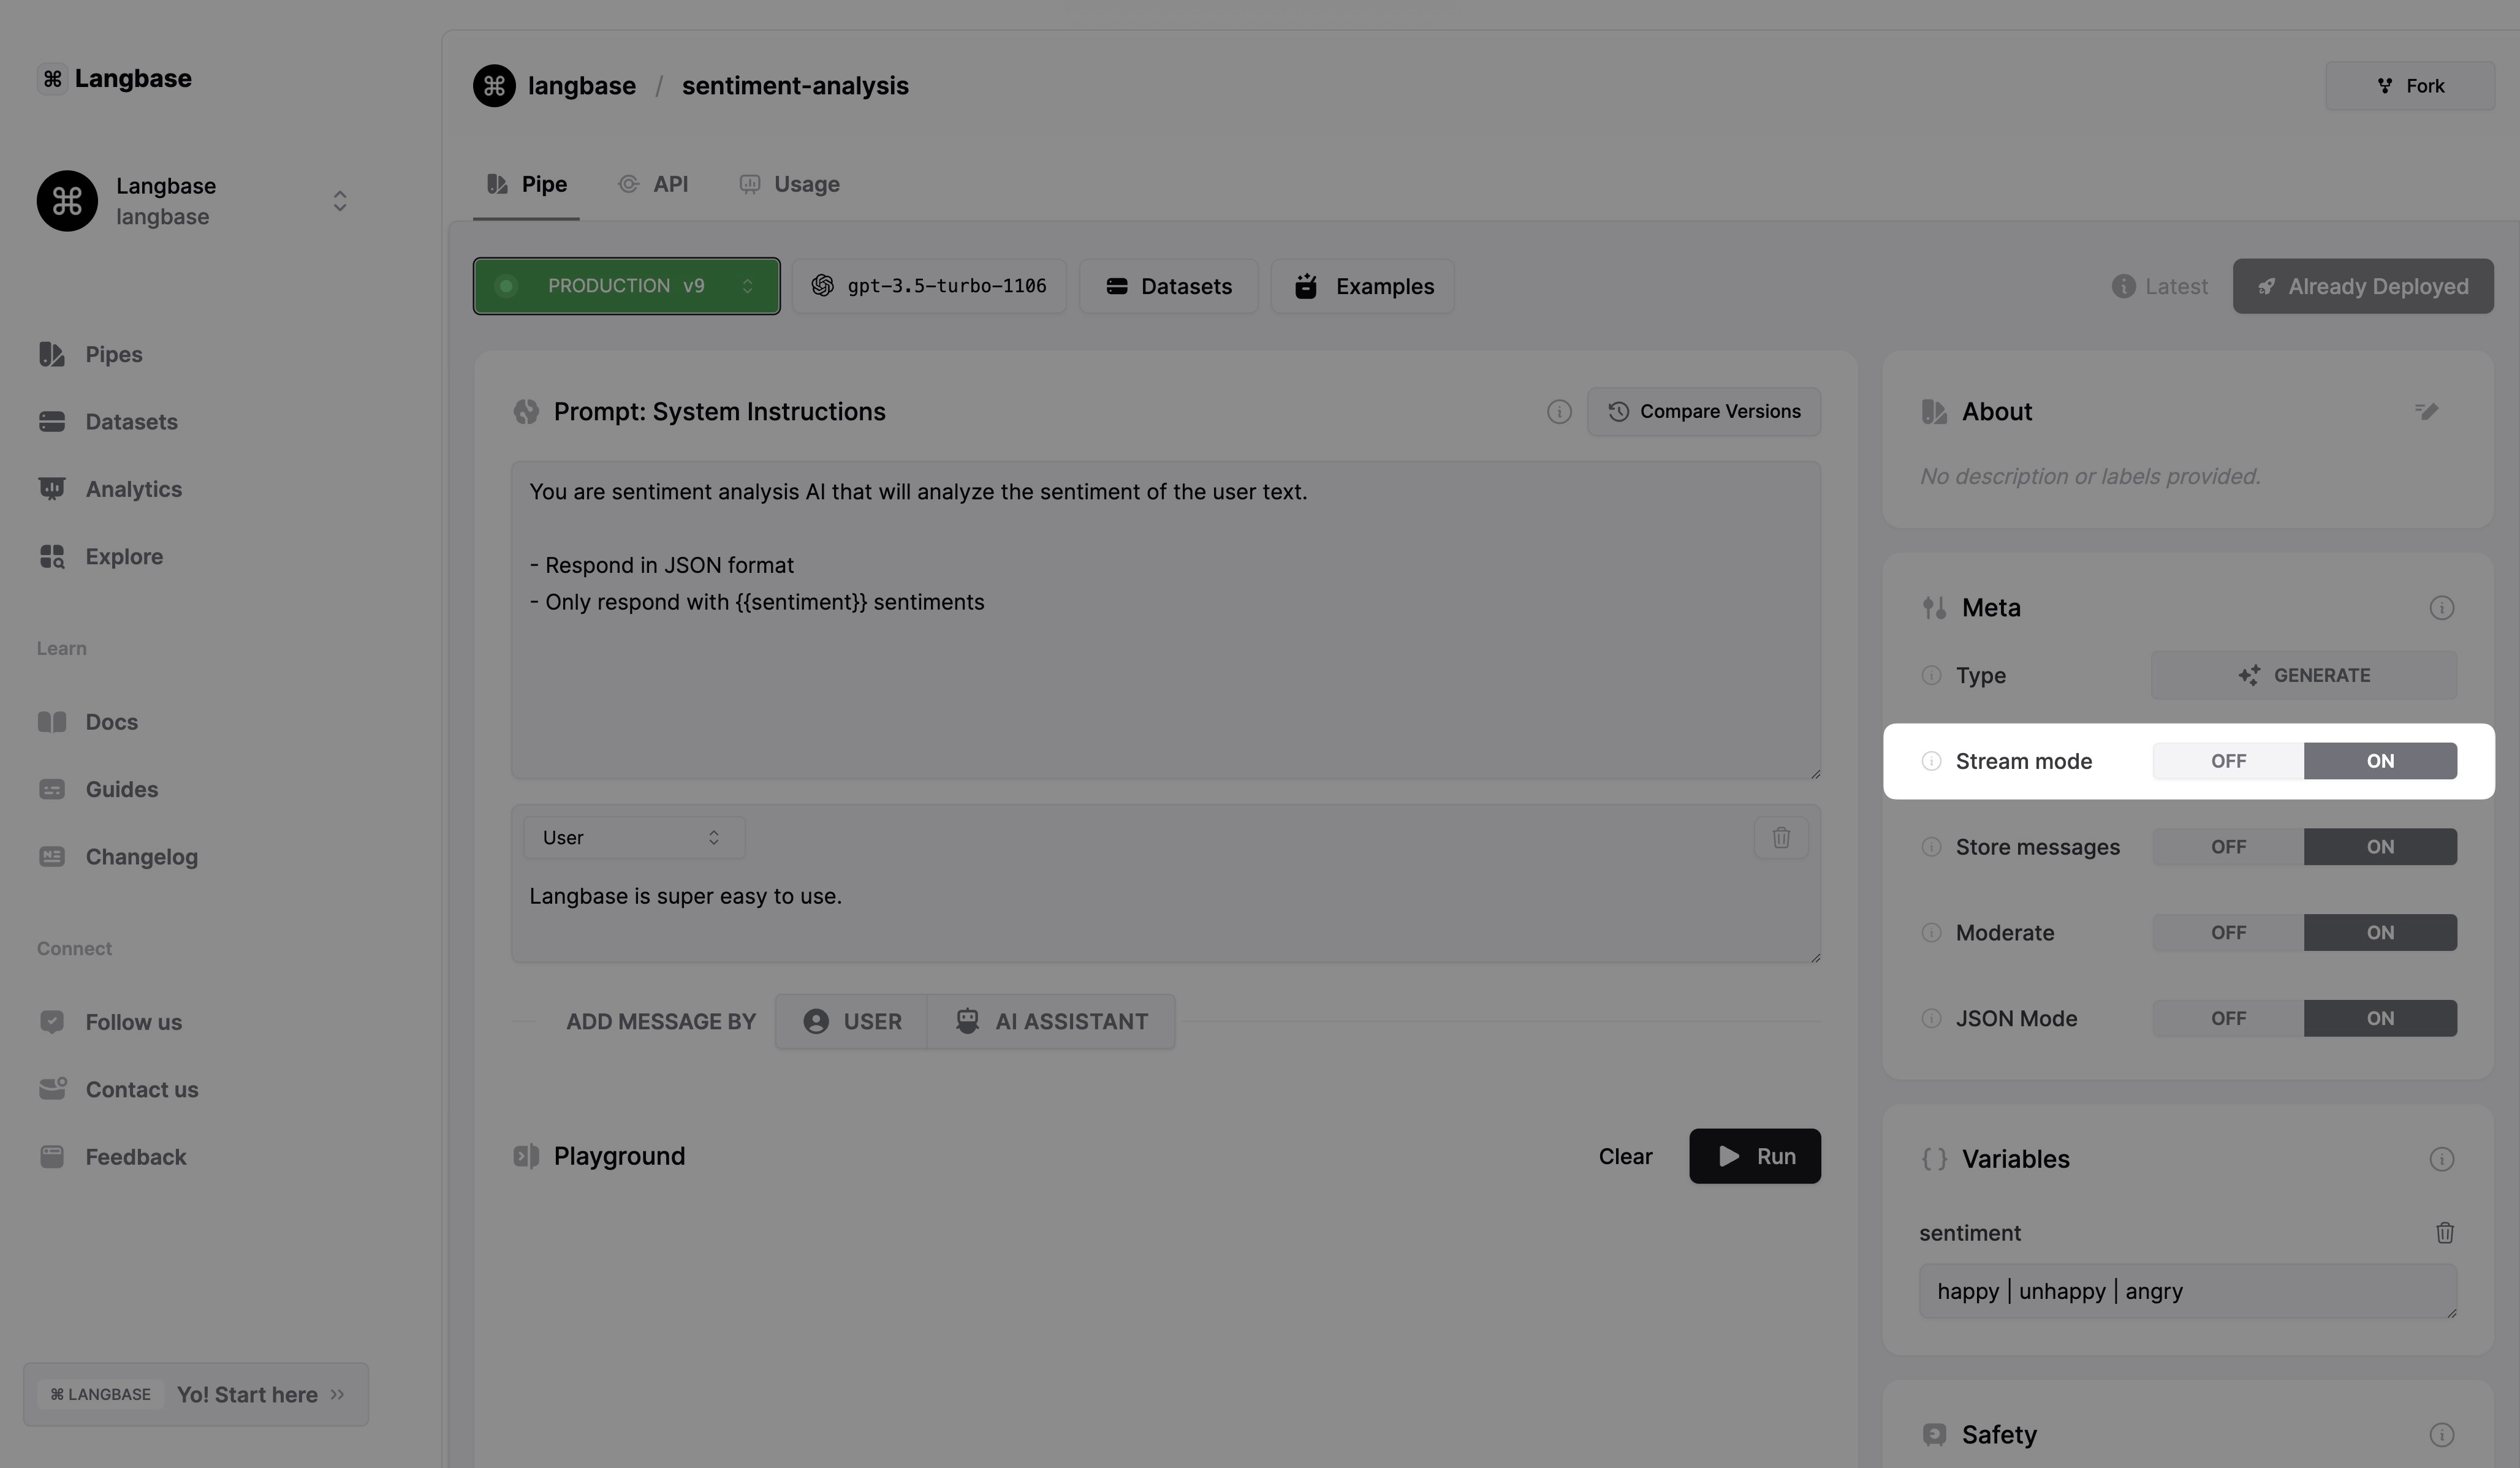 Langbase
Langbase
langbase
Pipes
Datasets
Analytics
Explore
Learn
Docs
Guides
Changelog
Connect
Follow us
Contact us
Feedback
⌘ LANGBASE Yo! Start here >>
langbase / sentiment-analysis
Fork
Pipe API Usage
PRODUCTION v9 gpt-3.5-turbo-1106 Datasets Examples
Latest Already Deployed
Prompt: System Instructions
Compare Versions
You are sentiment analysis AI that will analyze the sentiment of the user text.
- Respond in JSON format
- Only respond with {{sentiment}} sentiments
User
Langbase is super easy to use.
ADD MESSAGE BY USER AI ASSISTANT
Playground
Clear Run
About
No description or labels provided.
Meta
Type GENERATE
Stream mode OFF ON
Store messages OFF ON
Moderate OFF ON
JSON Mode OFF ON
{ } Variables
sentiment
happy | unhappy | angry
Safety